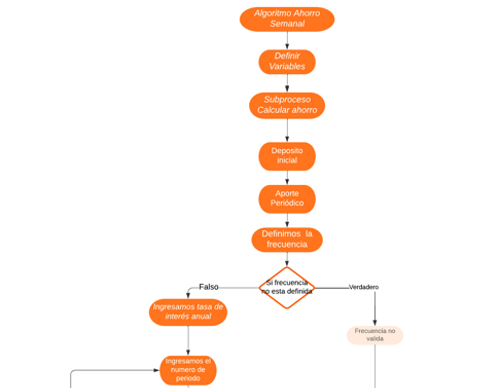 Algoritmo Ahorro
Semanal
Definir
Variables
Subproceso
Calcular ahorro
Deposito
inicial
Aporte
Periódico
Definimos la
frecuencia
Si frecuencia
no esta definida
Falso
Verdadero
Ingresamos tasa de
interés anual
Frecuencia no
valida
Ingresamos el
numero de
periodo